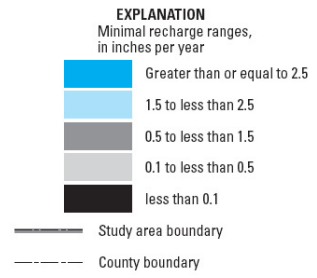 EXPLANATION
Minimal recharge ranges,
in inches per year
Greater than or equal to 2.5
1.5 to less than 2.5
0.5 to less than 1.5
0.1 to less than 0.5
less than 0.1
Study area boundary
County boundary